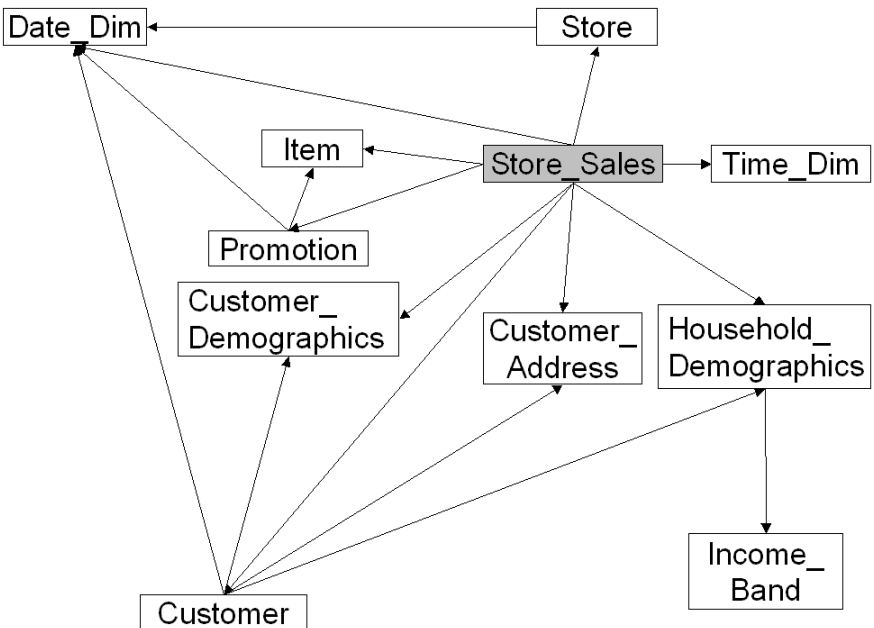 Date_Dim
Store
Item
Store_Sales
Time_Dim
Promotion
Customer_
Demographics
Customer_
Address
Household_
Demographics
Income_
Band
Customer